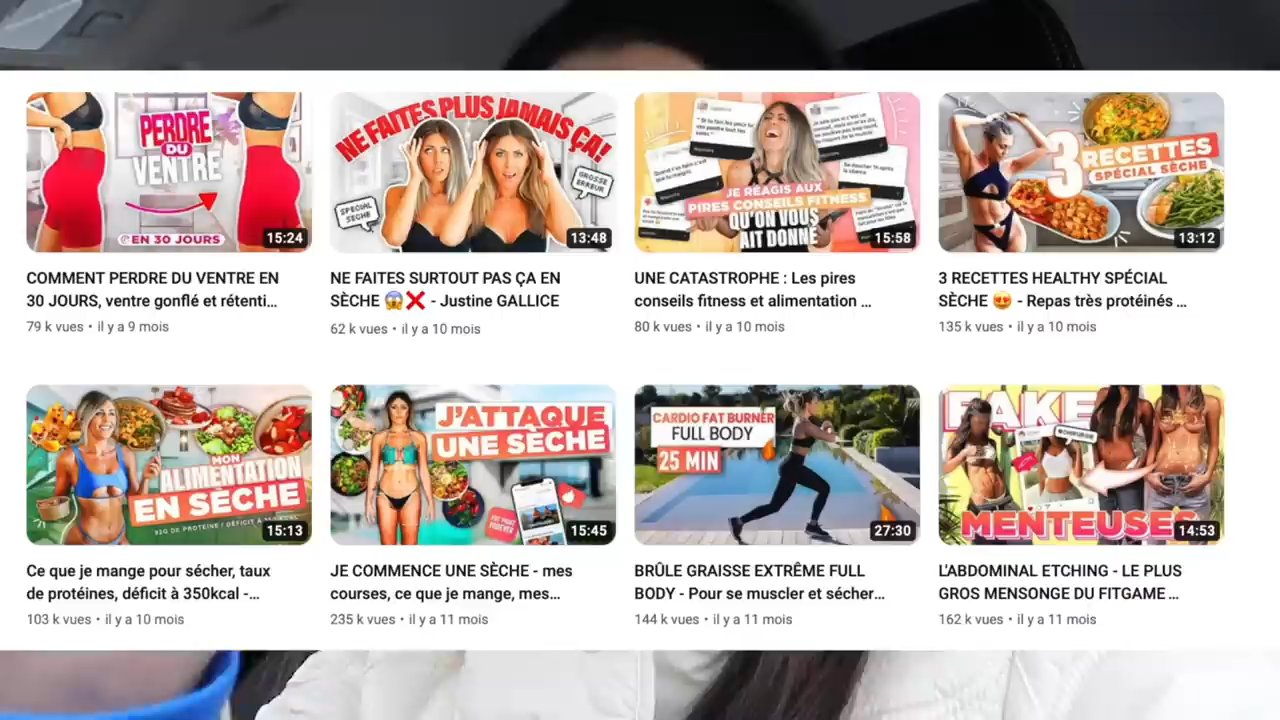 PERDRE
DU
VENTRE
EN 30 JOURS
15:24
NE FAITES PLUS JAMAIS ÇA!
SPÉCIAL
SÈCHE
GROSSE
ERREUR
13:48
JE RÉAGIS AUX
PIRES CONSEILS FITNESS
QU'ON VOUS
AIT DONNÉ
15:58
3 RECETTES
SPÉCIAL SÈCHE
13:12
COMMENT PERDRE DU VENTRE EN
30 JOURS, ventre gonflé et rétenti...
79 k vues • il y a 9 mois
NE FAITES SURTOUT PAS ÇA EN
SÈCHE 😱❌ - Justine GALLICE
62 k vues • il y a 10 mois
UNE CATASTROPHE : Les pires
conseils fitness et alimentation ...
80 k vues • il y a 10 mois
3 RECETTES HEALTHY SPÉCIAL
SÈCHE 😍 - Repas très protéinés ...
135 k vues • il y a 10 mois
MON
ALIMENTATION
EN SÈCHE
15:13
J'ATTAQUE
UNE SÈCHE
15:45
CARDIO FAT BURNER
FULL BODY
25 MIN
27:30
FAKE
MENTEUSES
14:53
Ce que je mange pour sécher, taux
de protéines, déficit à 350kcal -...
103 k vues • il y a 10 mois
JE COMMENCE UNE SÈCHE - mes
courses, ce que je mange, mes...
235 k vues • il y a 11 mois
BRÛLE GRAISSE EXTRÊME FULL
BODY - Pour se muscler et sécher...
144 k vues • il y a 11 mois
L'ABDOMINAL ETCHING - LE PLUS
GROS MENSONGE DU FITGAME ...
162 k vues • il y a 11 mois